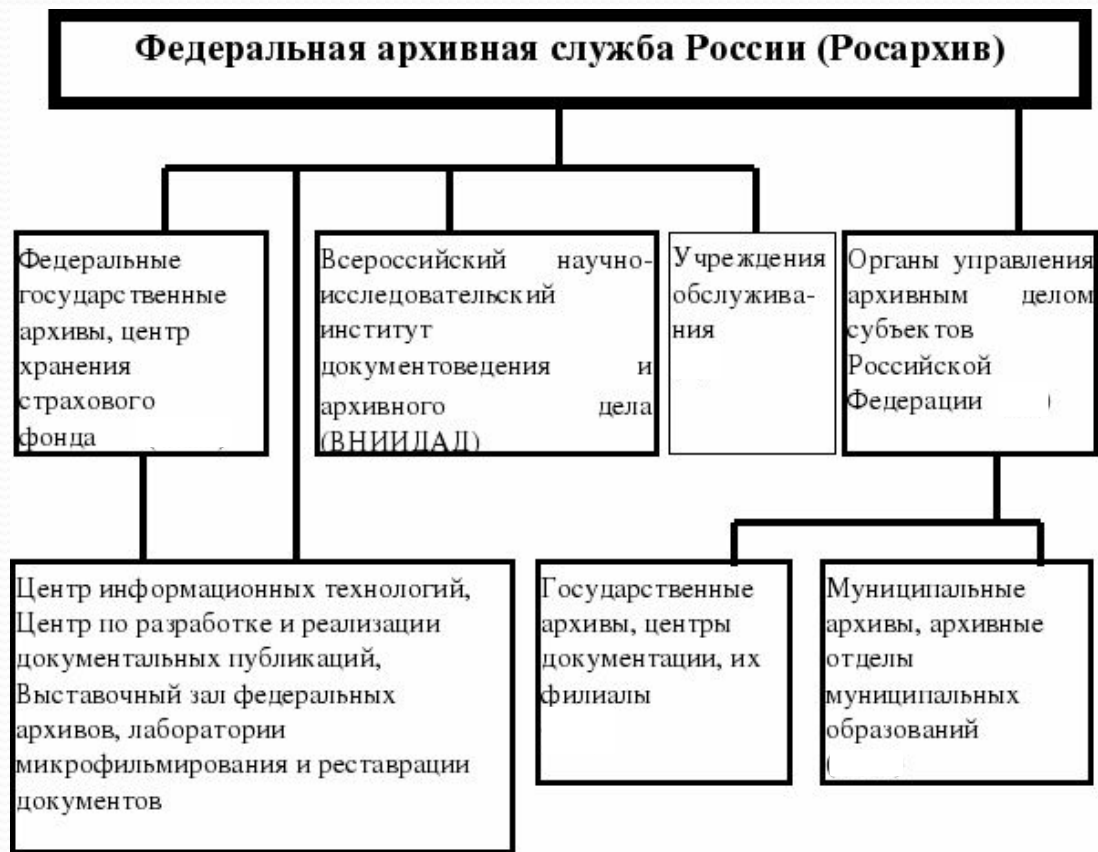 Федеральная архивная служба России (Росархив)
Федеральные
государственные
архивы, центр
хранения
страхового
фонда
Всероссийский научно-
исследовательский
институт
документоведения и
архивного дела
(ВНИИДАД)
Учреждения
обслужива-
ния
Органы управления
архивным делом
субъектов
Российской
Федерации )
Центр информационных технологий,
Центр по разработке и реализации
документальных публикаций,
Выставочный зал федеральных
архивов, лаборатории
микрофильмирования и реставрации
документов
Государственные
архивы, центры
документации, их
филиалы
Муниципальные
архивы, архивные
отделы
муниципальных
образований
(